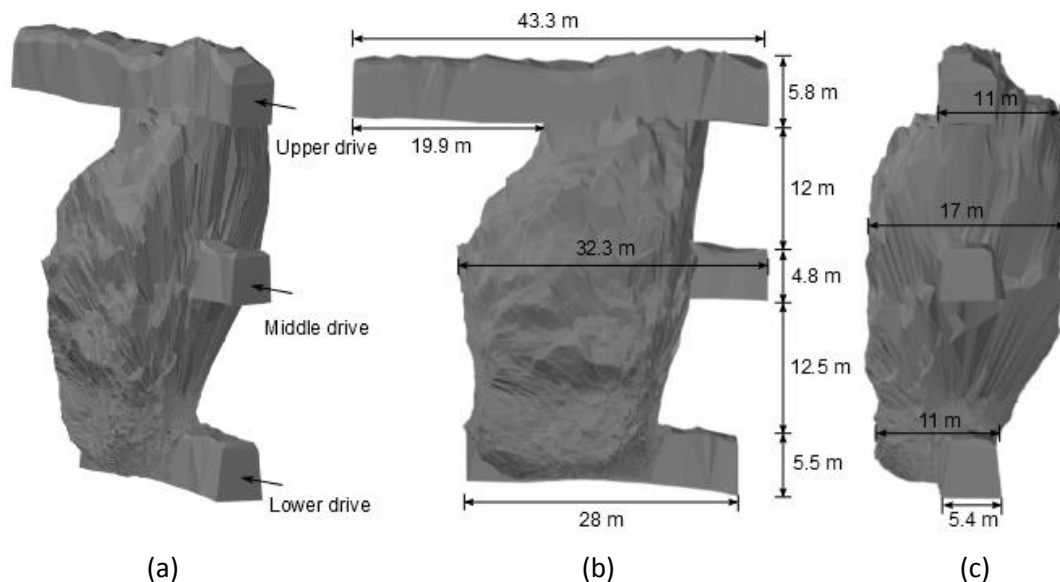 Upper drive
Middle drive
Lower drive
(a)
43.3 m
5.8 m
19.9 m
12 m
32.3 m
4.8 m
12.5 m
5.5 m
28 m
(b)
11 m
17 m
11 m
5.4 m
(c)